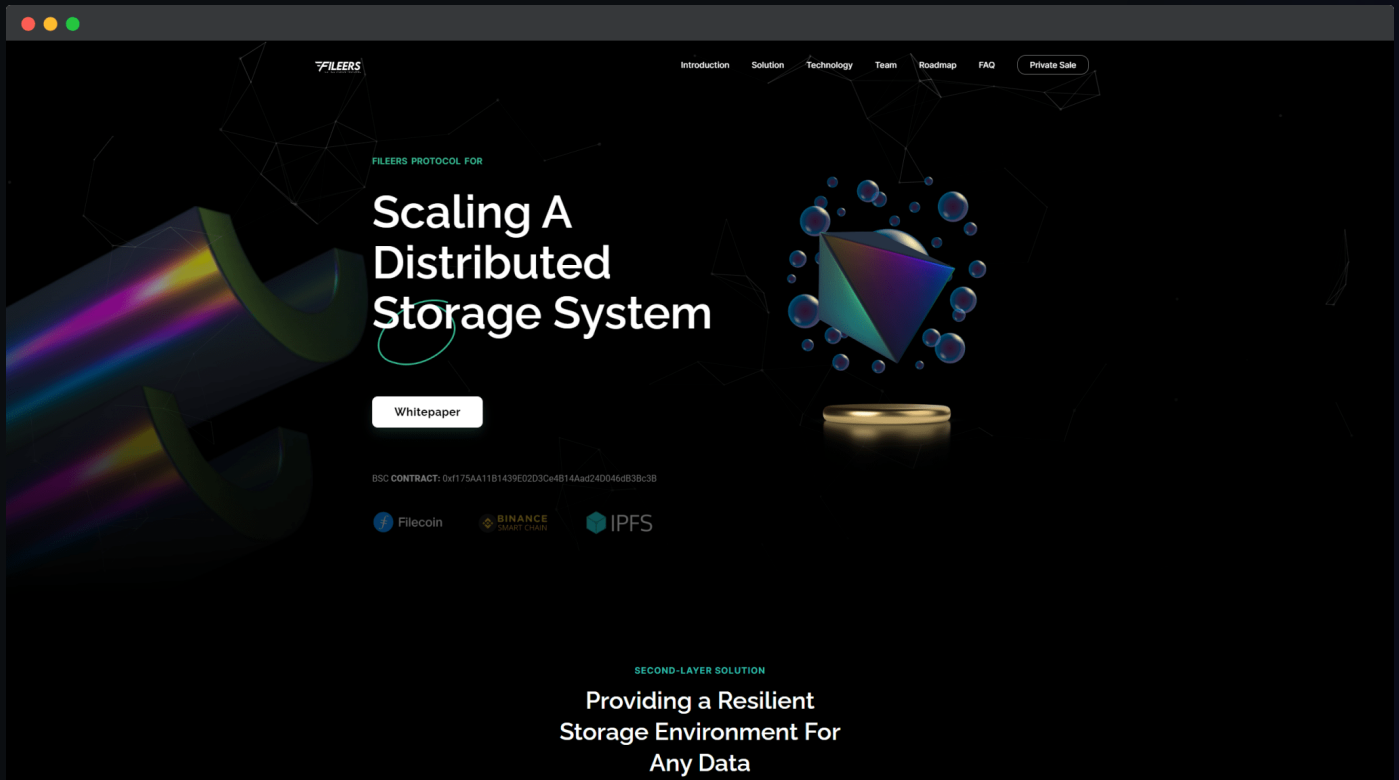 FILEERS
Introduction Solution Technology Team Roadmap FAQ Private Sale
FILEERS PROTOCOL FOR
Scaling A
Distributed
Storage System
Whitepaper
BSC CONTRACT: 0xf175AA11B1439E02D3Ce4B14Aad24D046dB3Bc3B
Filecoin
BINANCE
SMART CHAIN
IPFS
SECOND-LAYER SOLUTION
Providing a Resilient
Storage Environment For
Any Data